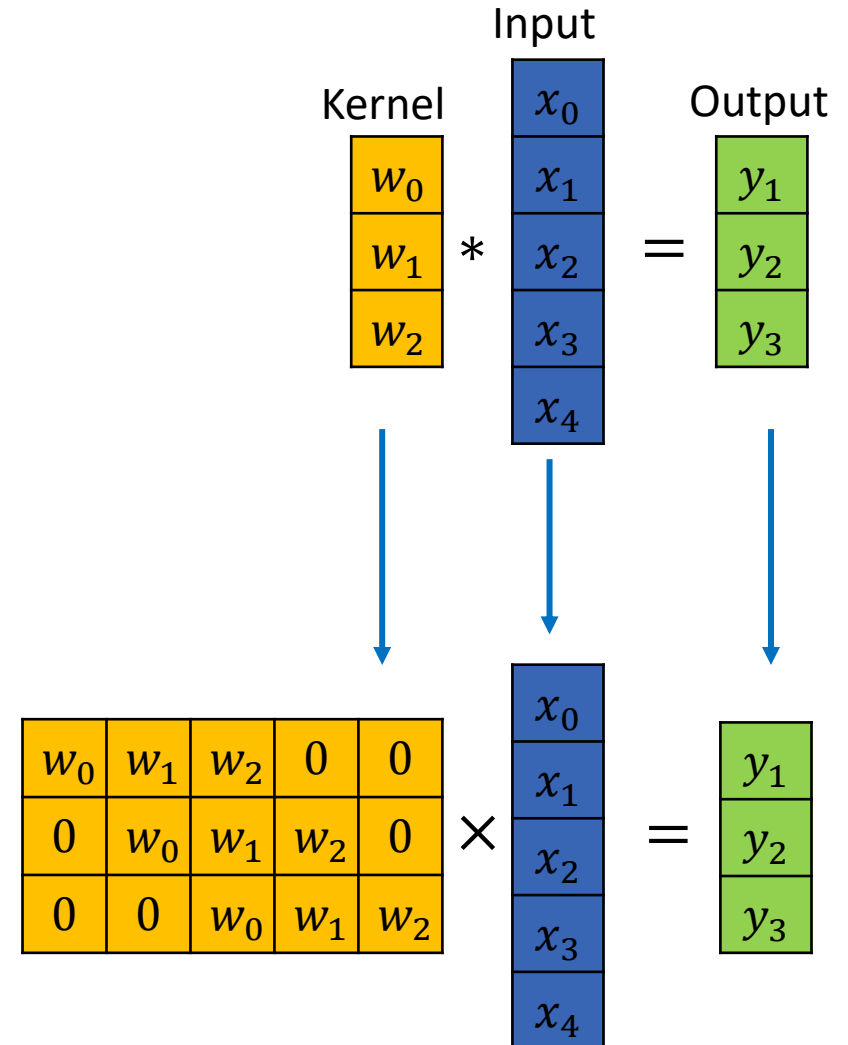 Input
Kernel Output
x₀
w₀ x₁ y₁
w₁ * x₂ = y₂
w₂ x₃ y₃
x₄
x₀
w₀ w₁ w₂ 0 0 x₁ y₁
0 w₀ w₁ w₂ 0 × x₂ = y₂
0 0 w₀ w₁ w₂ x₃ y₃
x₄